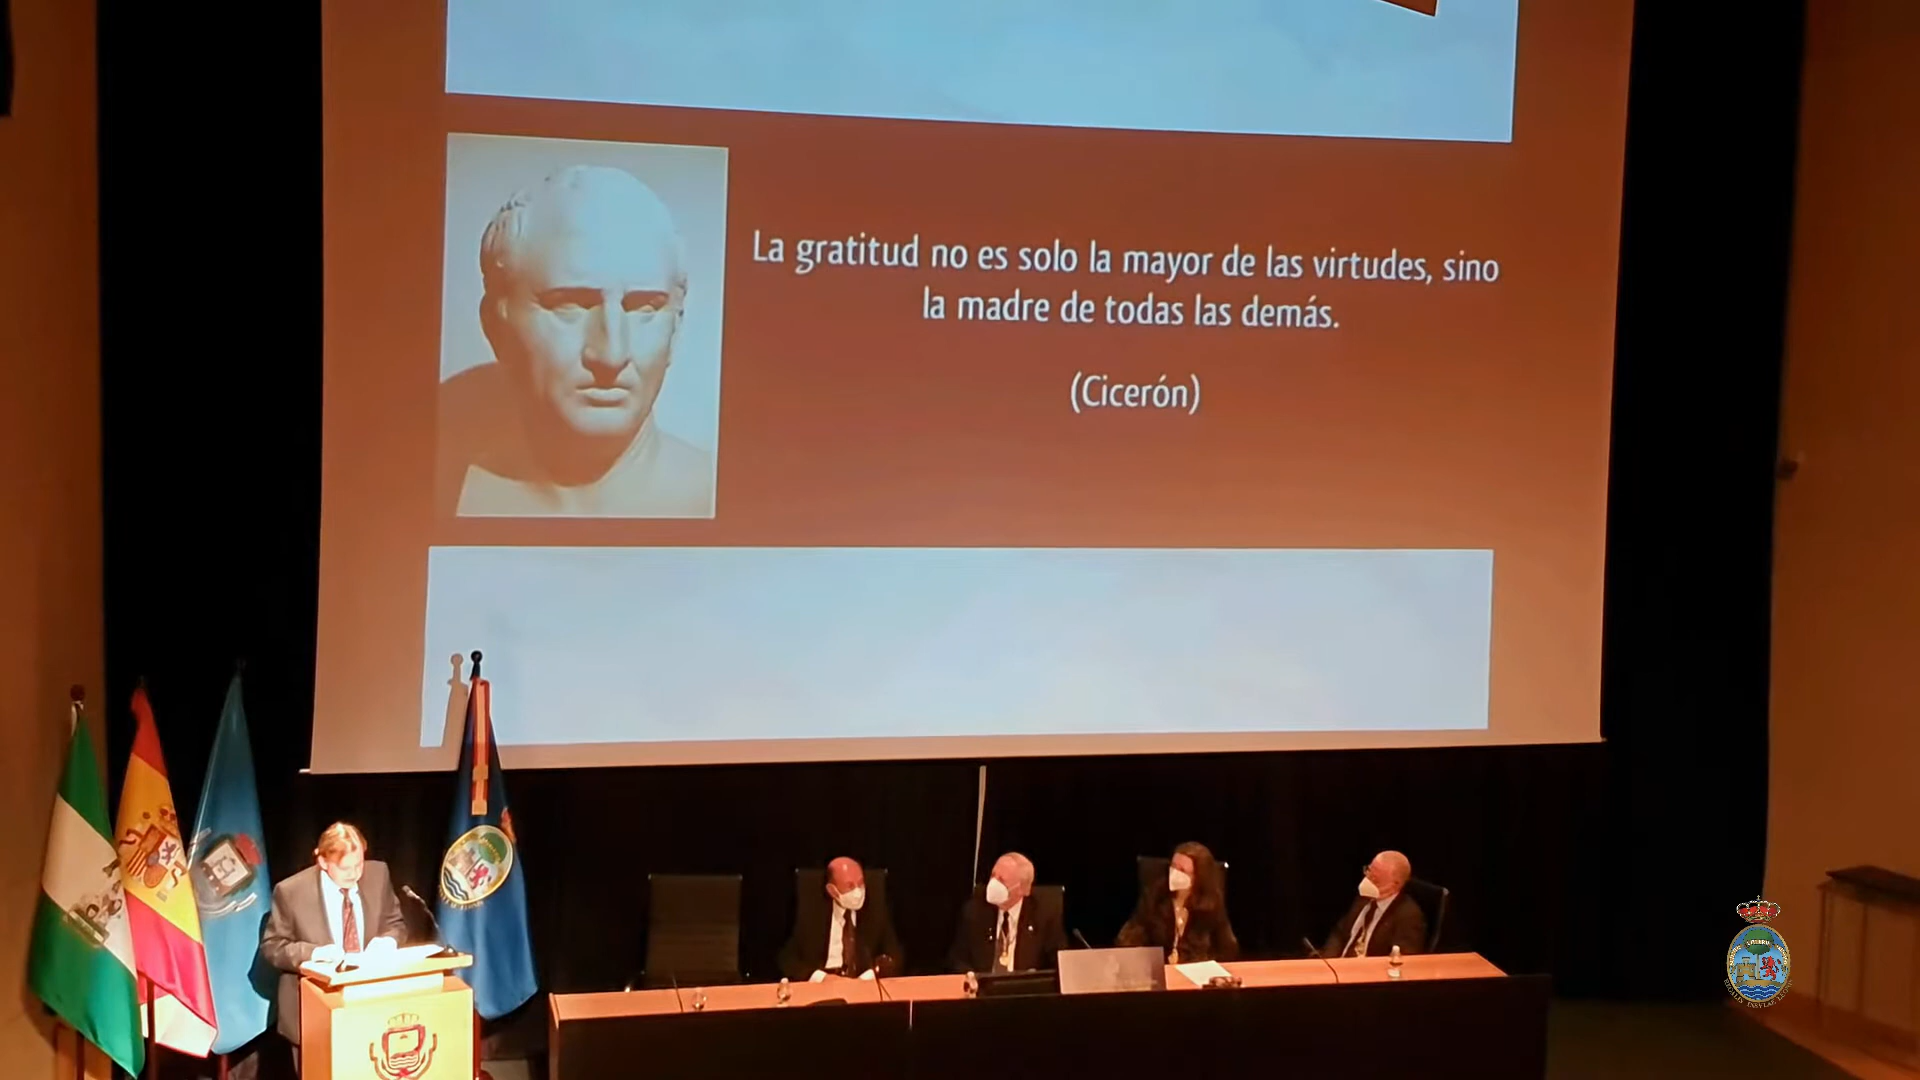 La gratitud no es solo la mayor de las virtudes, sino
la madre de todas las demás.
(Cicerón)